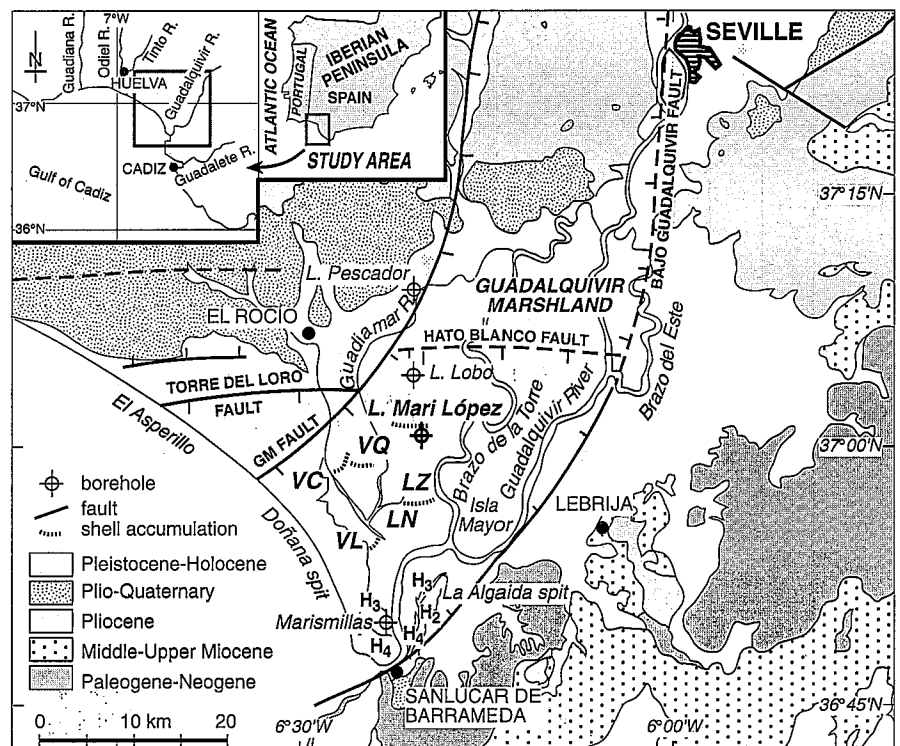 N
7°W
Guadiana R.
Odiel R.
Tinto R.
Guadalquivir R.
HUELVA
37°N
CADIZ
Guadalete R.
Gulf of Cadiz
36°N
ATLANTIC OCEAN
PORTUGAL
IBERIAN
PENINSULA
SPAIN
STUDY AREA
SEVILLE
BAJO GUADALQUIVIR FAULT
37°15'N
L. Pescador
GUADALQUIVIR
MARSHLAND
EL ROCIO
Guadiamar R.
HATO BLANCO FAULT
Brazo del Este
L. Lobo
TORRE DEL LORO
FAULT
El Asperillo
GM FAULT
L. Mari López
Brazo de la Torre
Guadalquivir River
37°00'N
VQ
VC
LZ
LN
VL
Isla
Mayor
LEBRIJA
Doñana spit
H3
La Algaida spit
H3
H2
Marismillas
H4
H4
SANLUCAR DE
BARRAMEDA
borehole
fault
shell accumulation
Pleistocene-Holocene
Plio-Quaternary
Pliocene
Middle-Upper Miocene
Paleogene-Neogene
0 10 km 20
6°30'W
6°00'W
36°45'N